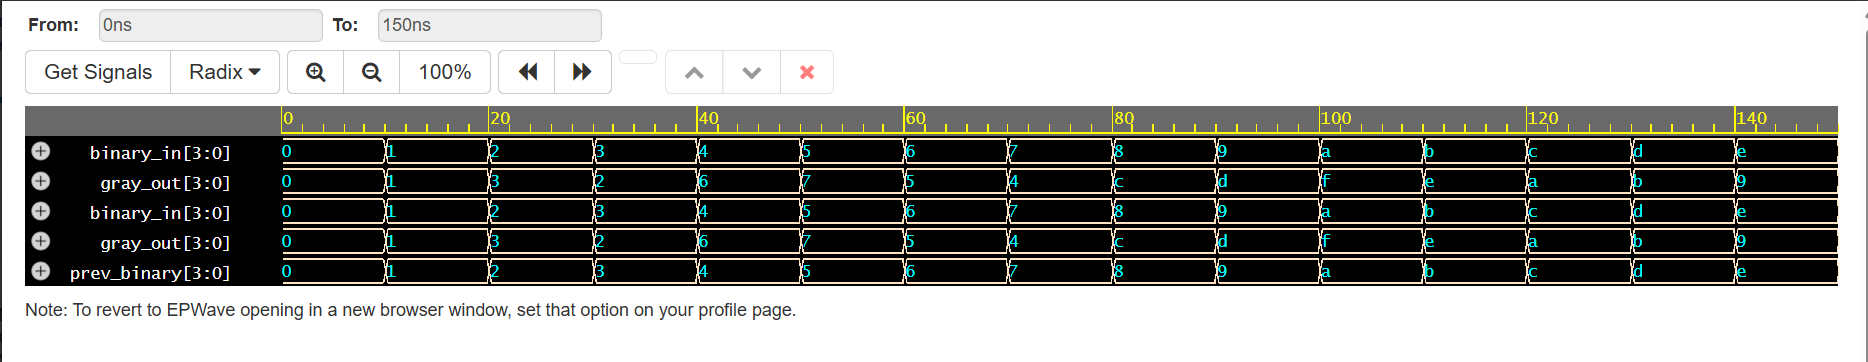 From: 0ns To: 150ns
Get Signals Radix 100%
0 20 40 60 80 100 120 140
binary_in[3:0] 0 1 2 3 4 5 6 7 8 9 a b c d e
gray_out[3:0] 0 1 3 2 6 7 5 4 c d f e a b 9
binary_in[3:0] 0 1 2 3 4 5 6 7 8 9 a b c d e
gray_out[3:0] 0 1 3 2 6 7 5 4 c d f e a b 9
prev_binary[3:0] 0 1 2 3 4 5 6 7 8 9 a b c d e
Note: To revert to EPWave opening in a new browser window, set that option on your profile page.